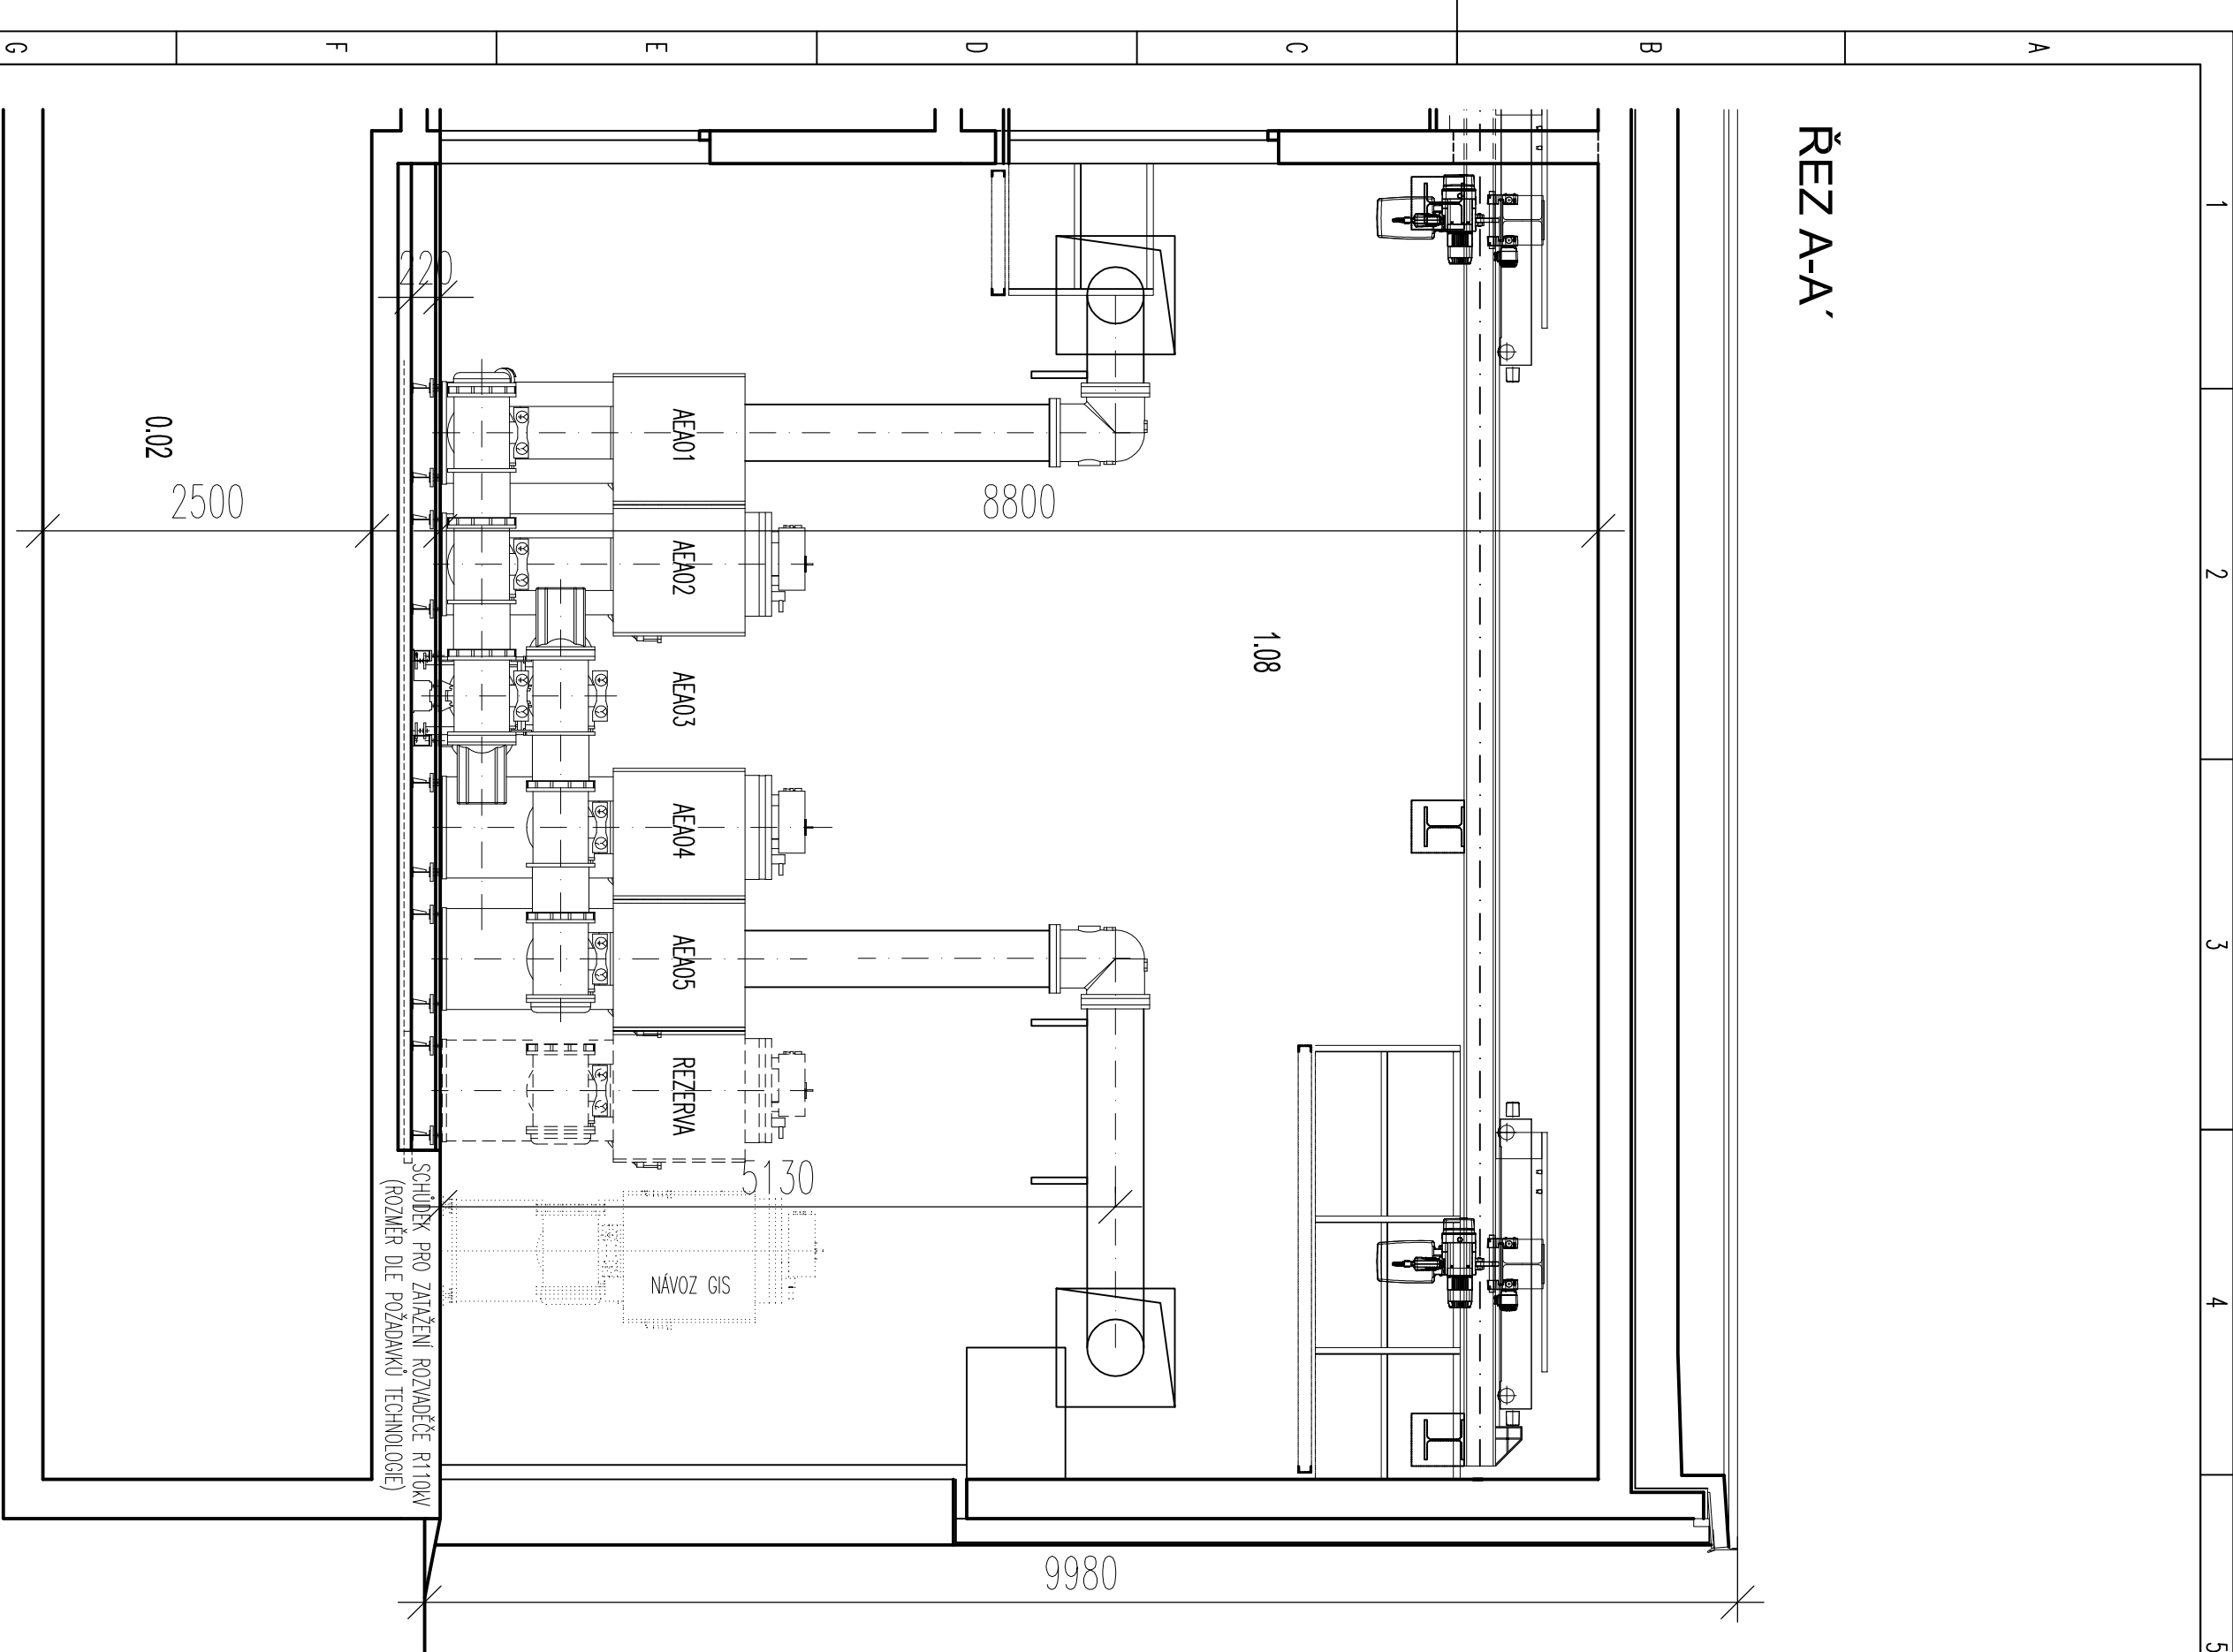 ŘEZ A-A´
1
2
3
4
5
A
B
C
D
E
F
G
9980
8800
1.08
5130
220
AEA01
AEA02
AEA03
AEA04
AEA05
REZERVA
NÁVOZ GIS
SCHŮDEK PRO ZATAŽENÍ ROZVADĚČE R110kV
(ROZMĚR DLE POŽADAVKŮ TECHNOLOGIE)
2500
0.02